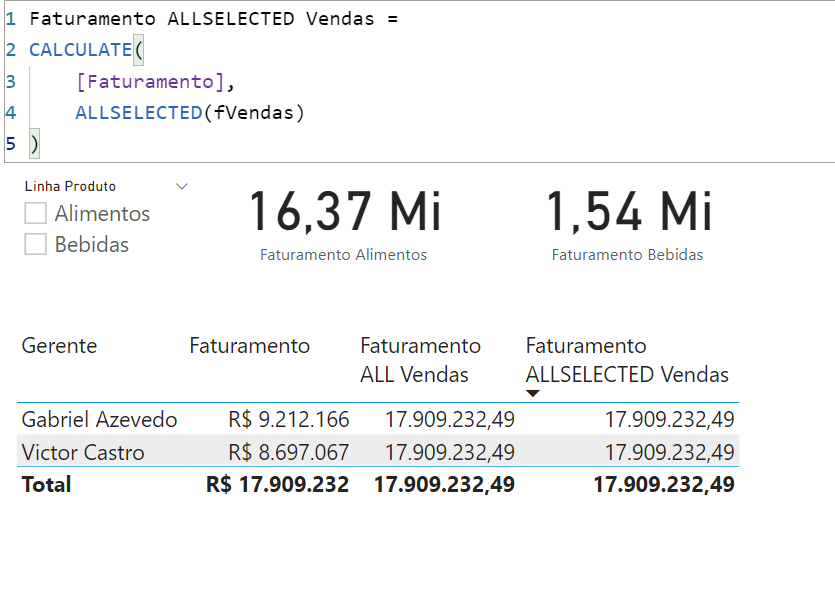 1 Faturamento ALLSELECTED Vendas =
2 CALCULATE(
3 [Faturamento],
4 ALLSELECTED(fVendas)
5 )
Linha Produto
Alimentos
Bebidas
16,37 Mi
Faturamento Alimentos
1,54 Mi
Faturamento Bebidas
Gerente Faturamento Faturamento ALL Vendas Faturamento ALLSELECTED Vendas
Gabriel Azevedo R$ 9.212.166 17.909.232,49 17.909.232,49
Victor Castro R$ 8.697.067 17.909.232,49 17.909.232,49
Total R$ 17.909.232 17.909.232,49 17.909.232,49